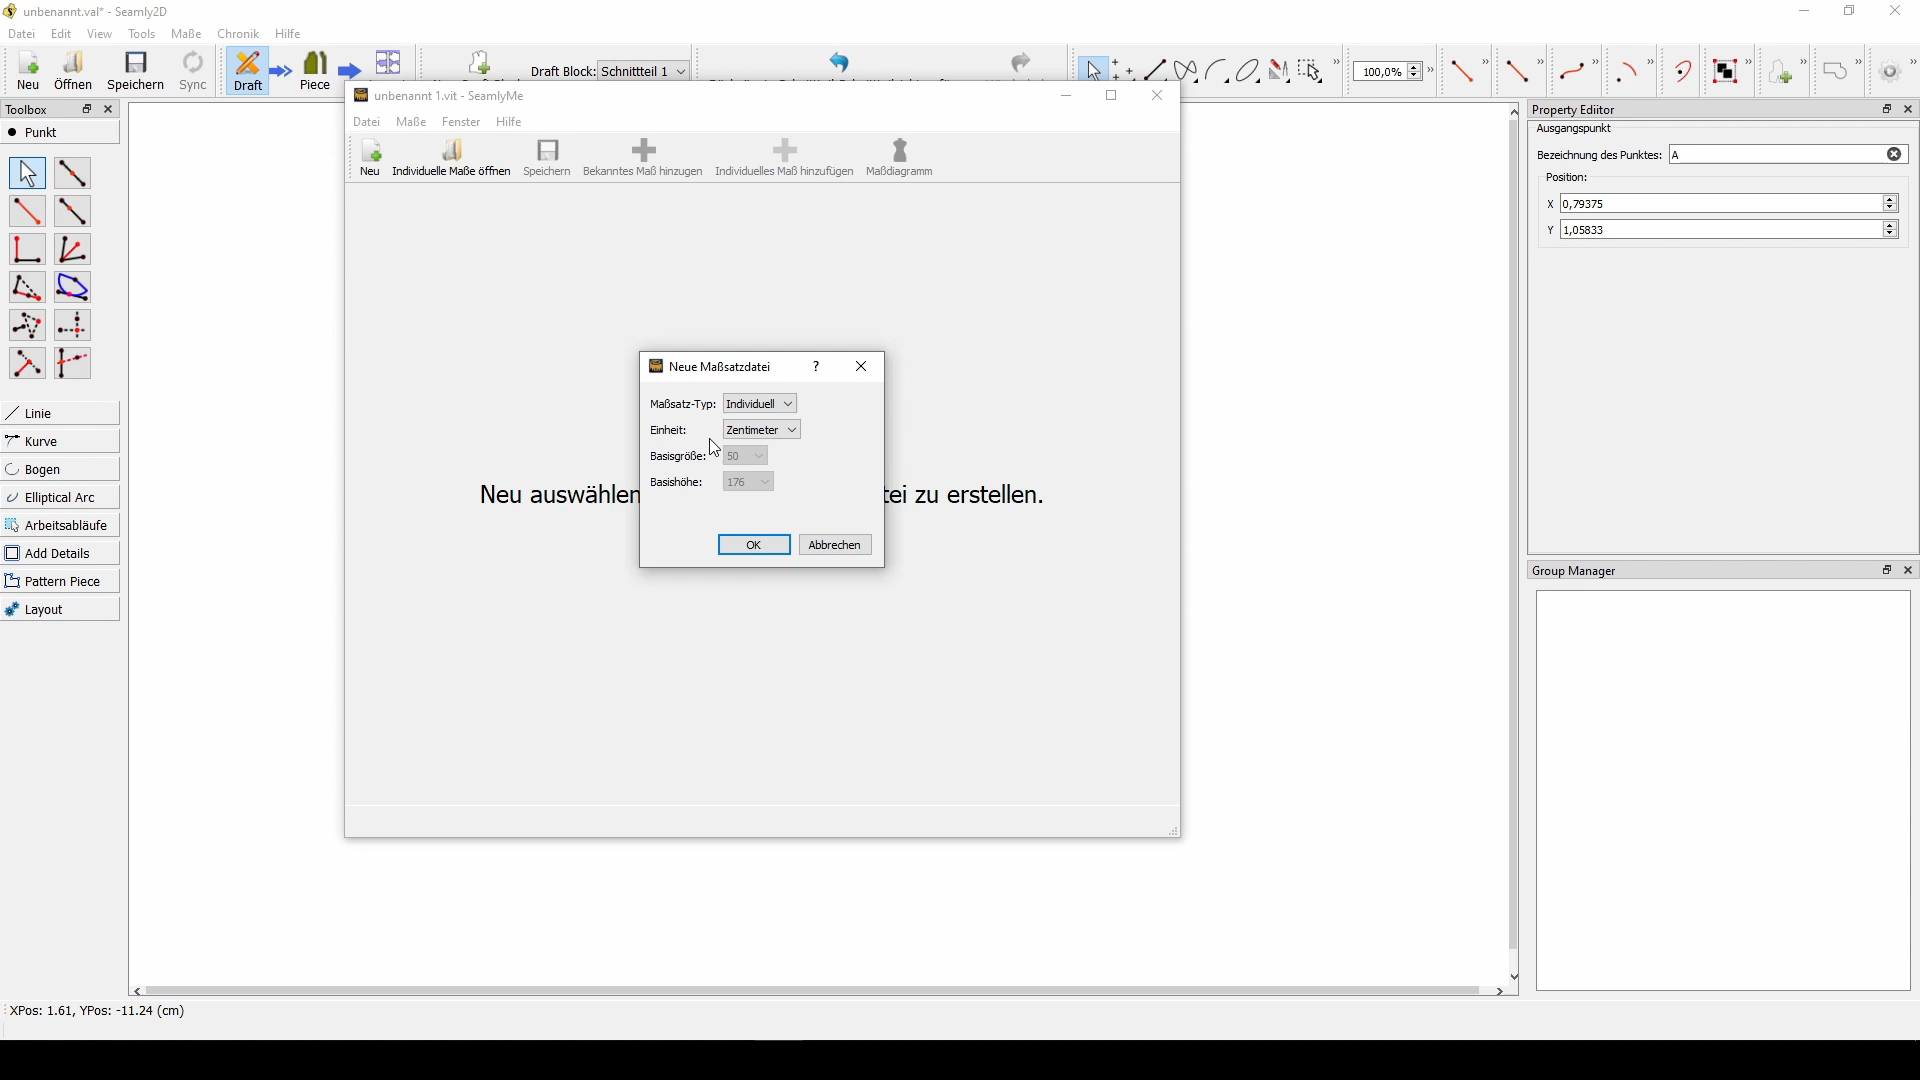 unbenannt.val* - Seamly2D
Datei Edit View Tools Maße Chronik Hilfe
Neu Öffnen Speichern Sync Draft Piece
Draft Block: Schnittteil 1
100,0%
Toolbox
Punkt
Linie
Kurve
Bogen
Elliptical Arc
Arbeitsabläufe
Add Details
Pattern Piece
Layout
unbenannt 1.vit - SeamlyMe
Datei Maße Fenster Hilfe
Neu Individuelle Maße öffnen Speichern Bekanntes Maß hinzufügen Individuelles Maß hinzufügen Maßdiagramm
Neu auswählen
tei zu erstellen.
Neue Maßsatzdatei ?
Maßsatz-Typ: Individuell
Einheit: Zentimeter
Basisgröße: 50
Basishöhe: 176
OK Abbrechen
Property Ediitor
Ausgangspunkt
Bezeichnung des Punktes: A
Position:
X 0,79375
Y 1,05833
Group Manager
XPos: 1.61, YPos: -11.24 (cm)